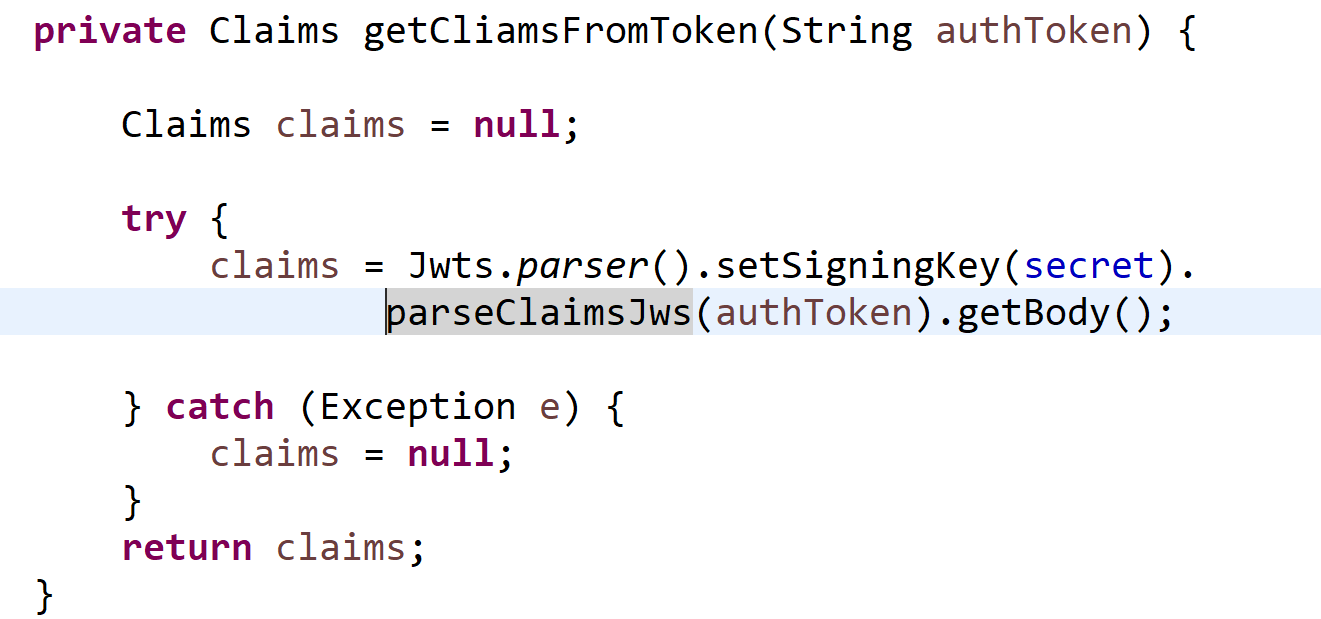 private Claims getCliamsFromToken(String authToken) {
Claims claims = null;
try {
claims = Jwts.parser().setSigningKey(secret).
parseClaimsJws(authToken).getBody();
} catch (Exception e) {
claims = null;
}
return claims;
}